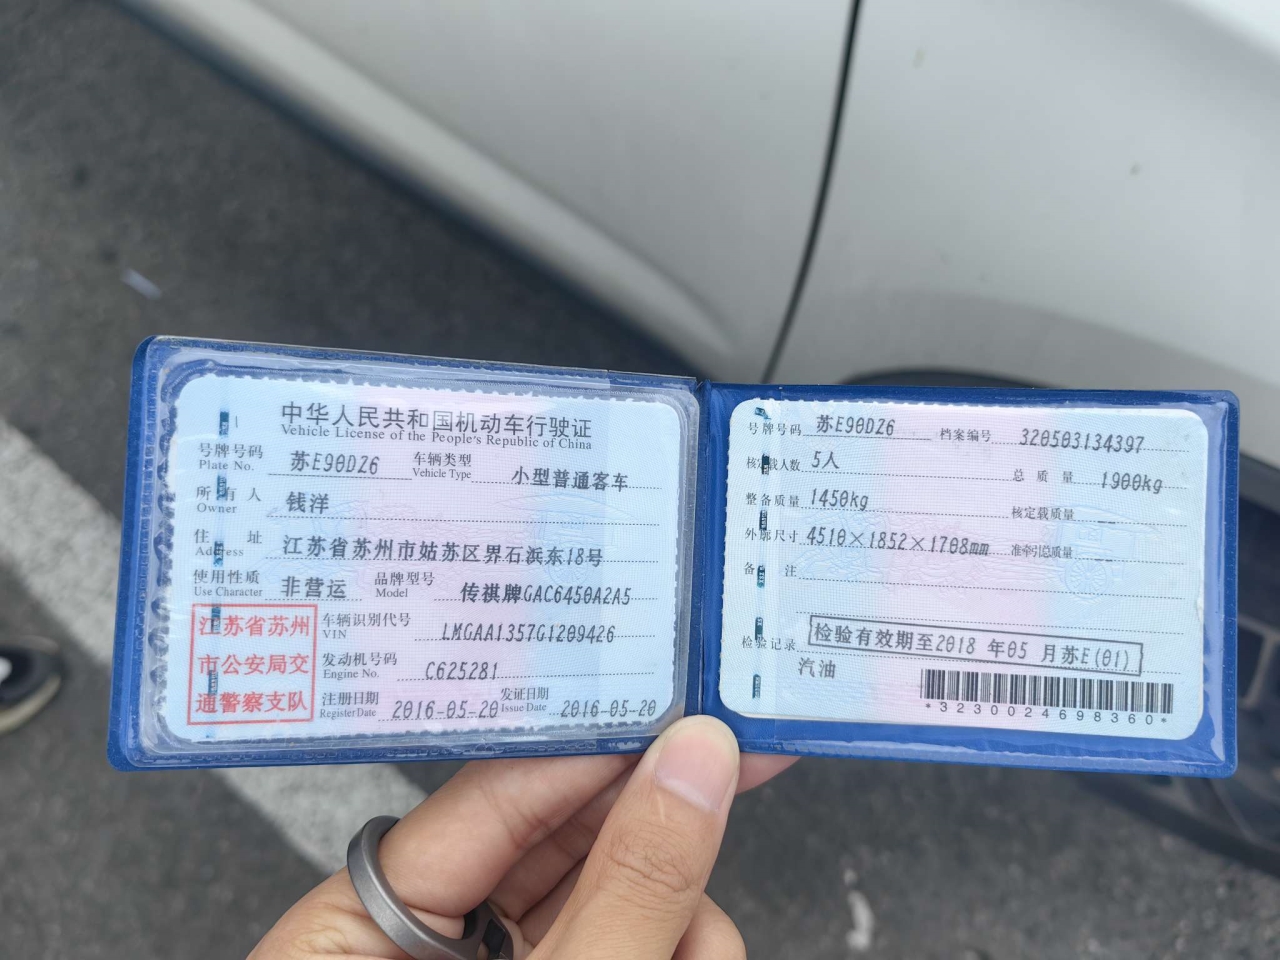 中华人民共和国机动车行驶证
Vehicle License of the People's Republic of China
号牌号码 苏E90D26 车辆类型 小型普通客车
Plate No. Vehicle Type
所有人 钱洋
Owner
住址 江苏省苏州市姑苏区界石浜东18号
Address
使用性质 非营运 品牌型号 传祺牌GAC6450A2A5
Use Character Model
江苏省苏州
市公安局交
通警察支队
车辆识别代号 LMGAA1357G1209426
VIN
发动机号码 C625281
Engine No.
注册日期 2016-05-20 发证日期 2016-05-20
Register Date Issue Date
号牌号码 苏E90D26 档案编号 320503134397
核定载人数 5人 总质量 1900kg
整备质量 1450kg 核定载质量
外廓尺寸 4510×1852×1708mm 准牵引总质量
备注
检验记录 检验有效期至2018年05月苏E(01)
汽油
*3230024698360*